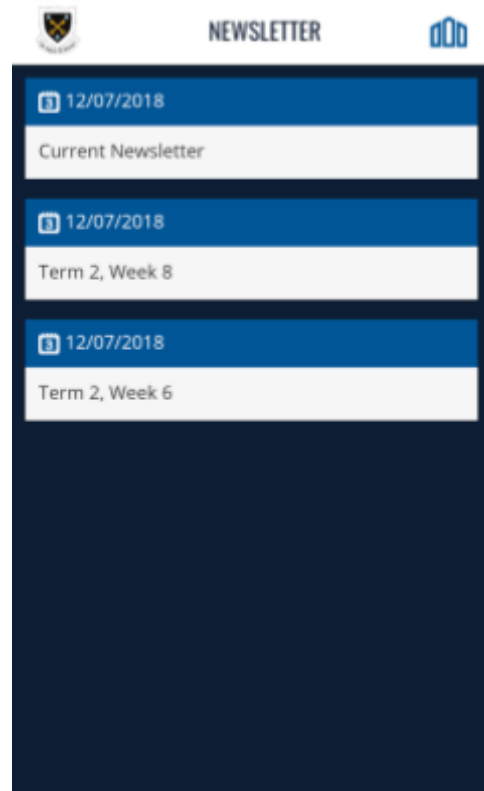 NEWSLETTER
12/07/2018
Current Newsletter
12/07/2018
Term 2, Week 8
12/07/2018
Term 2, Week 6